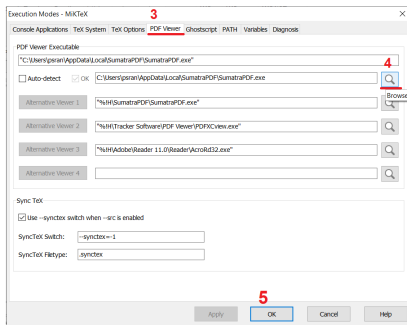 Execution Modes - MiKTeX
3
Console Applications TeX System TeX Options PDF Viewer Ghostscript PATH Variables Diagnosis
PDF Viewer Executable
"C:\Users\psran\AppData\Local\SumatraPDF\SumatraPDF.exe"
4
Auto-detect OK C:\Users\psran\AppData\Local\SumatraPDF\SumatraPDF.exe
Browse
Alternative Viewer 1 "%H\SumatraPDF\SumatraPDF.exe"
Alternative Viewer 2 "%H\Tracker Software\PDF Viewer\PDFXCview.exe"
Alternative Viewer 3 "%H\Adobe\Reader 11.0\Reader\AcroRd32.exe"
Alternative Viewer 4
Sync TeX
Use --synctex switch when --src is enabled
SyncTeX Switch: --synctex=-1
SyncTeX Filetype: .synctex
5
Apply OK Cancel Help